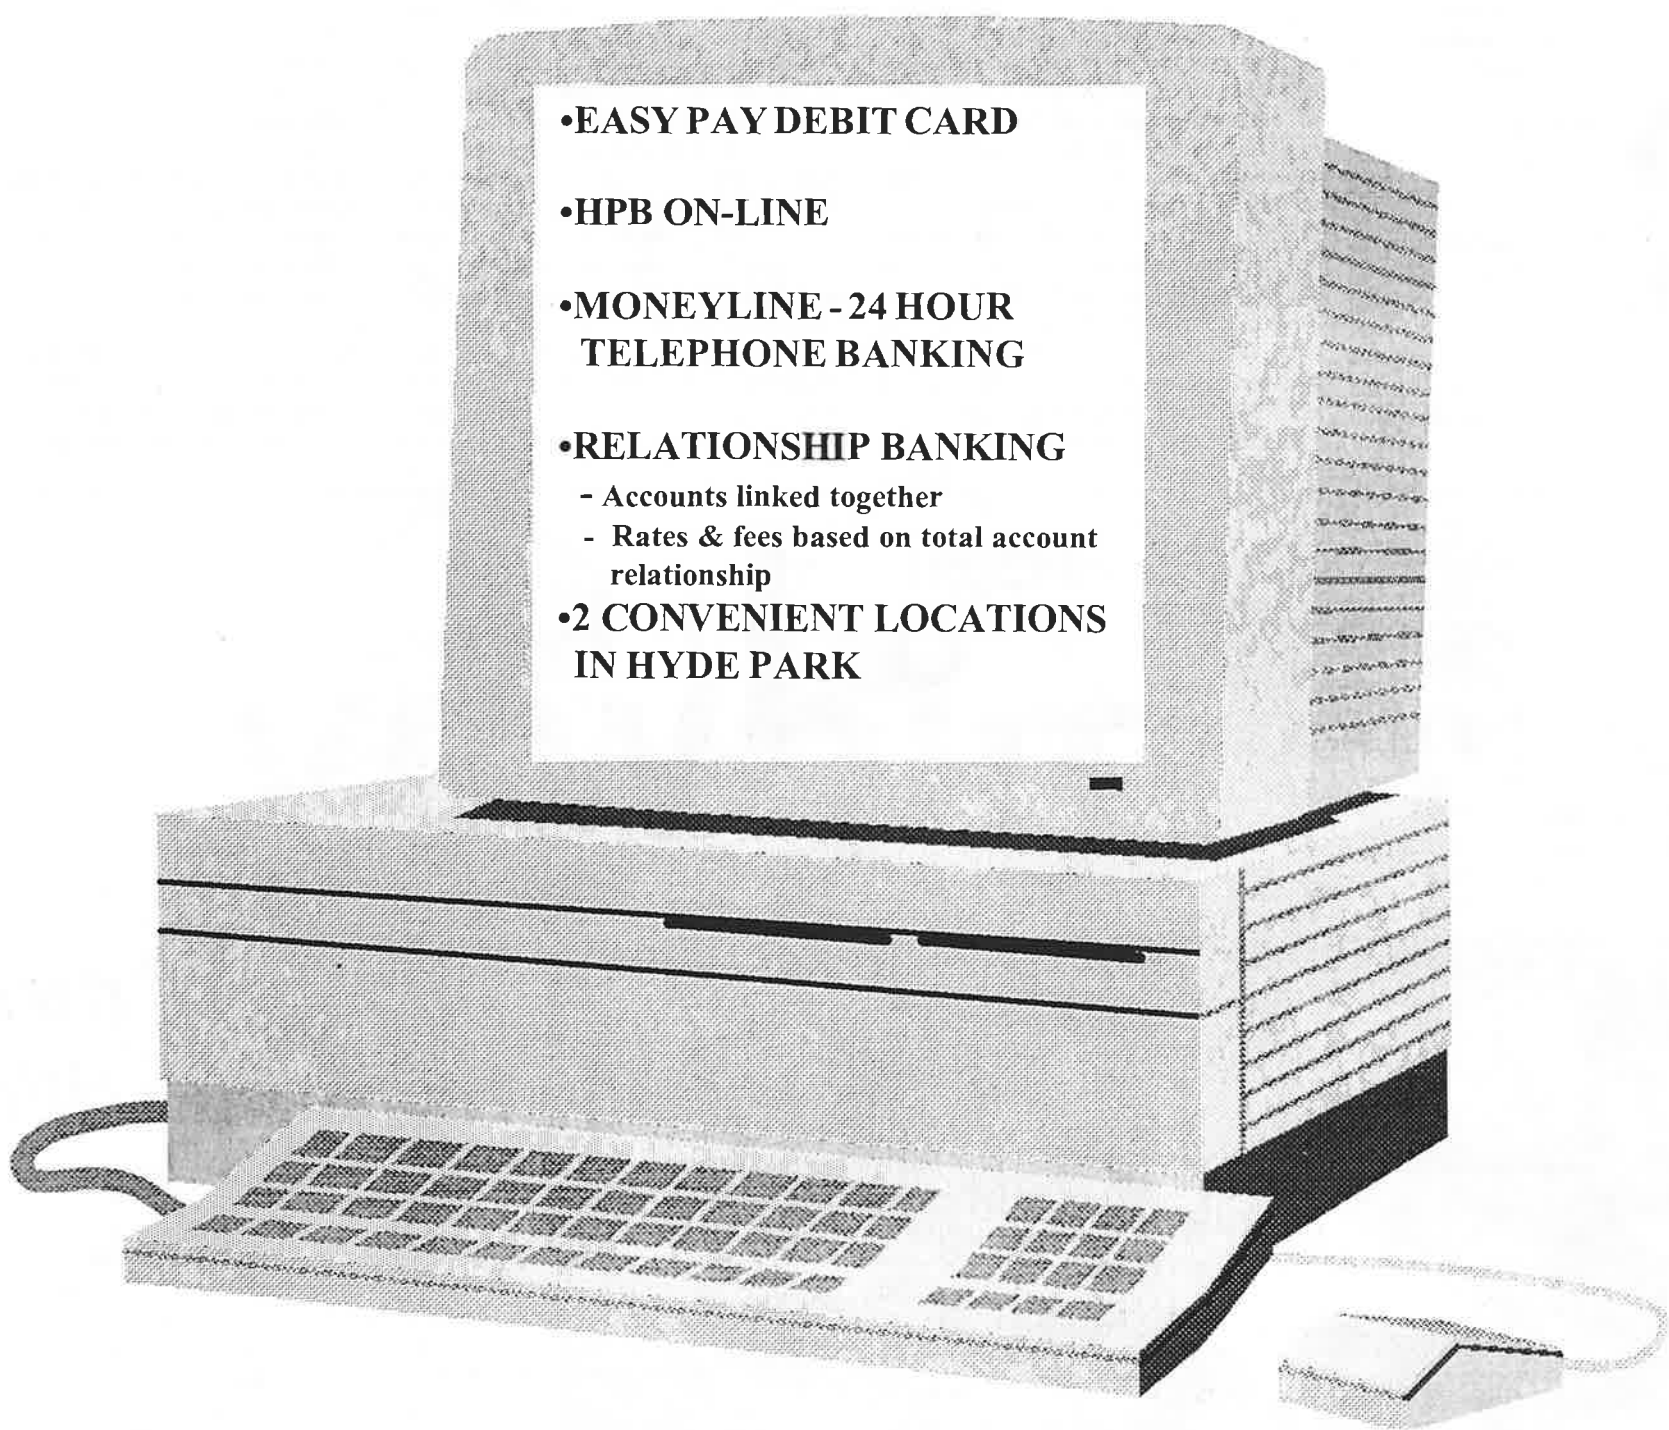 •EASY PAY DEBIT CARD
•HPB ON-LINE
•MONEYLINE - 24 HOUR
TELEPHONE BANKING
•RELATIONSHIP BANKING
- Accounts linked together
- Rates & fees based on total account
relationship
•2 CONVENIENT LOCATIONS
IN HYDE PARK